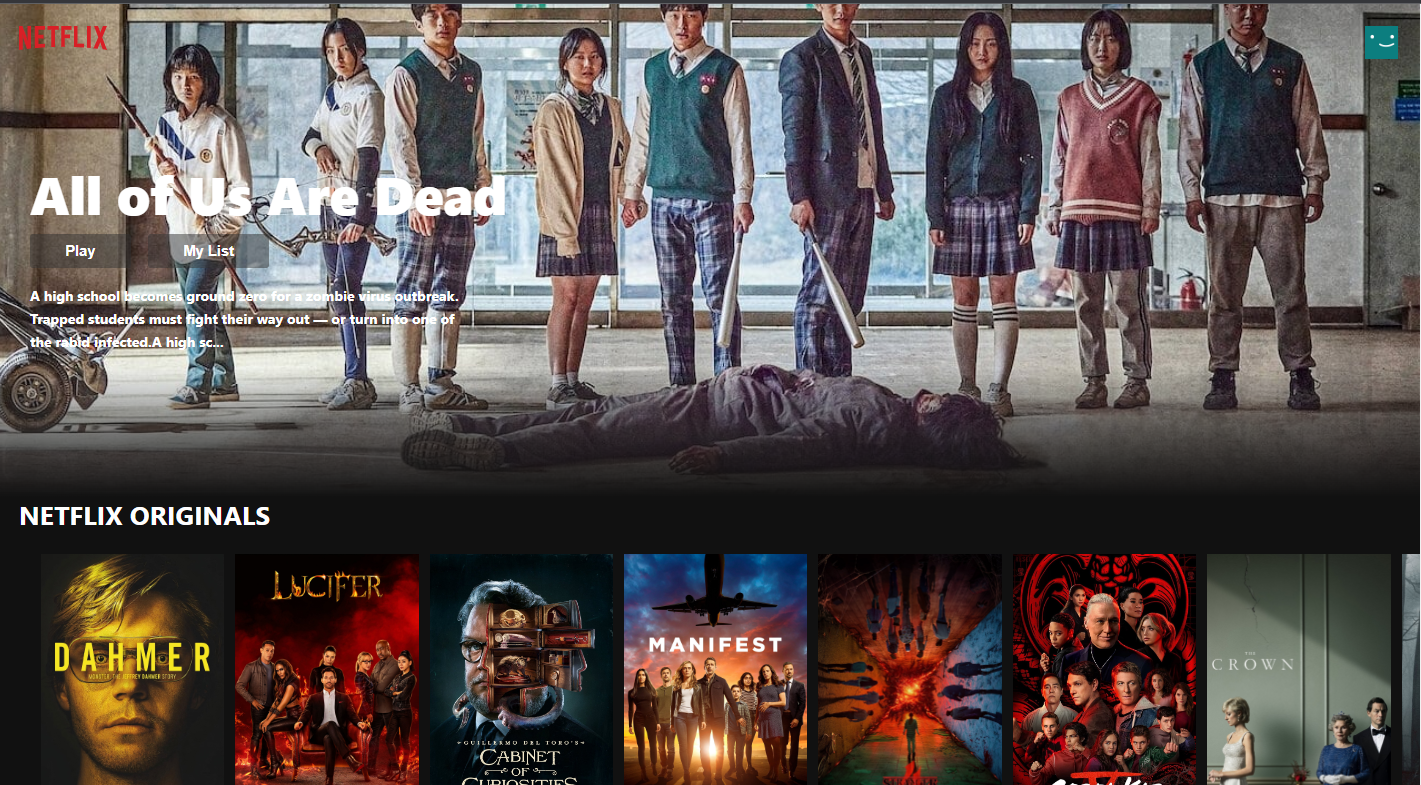 NETFLIX
All of Us Are Dead
Play
My List
A high school becomes ground zero for a zombie virus outbreak.
Trapped students must fight their way out — or turn into one of
the rabid infected.A high sc...
NETFLIX ORIGINALS
DAHMER
MONSTER: THE JEFFREY DAHMER STORY
LUCIFER
GUILLERMO DEL TORO'S
CABINET
OF
CURIOSITIES
MANIFEST
STRANGER
THE
CROWN